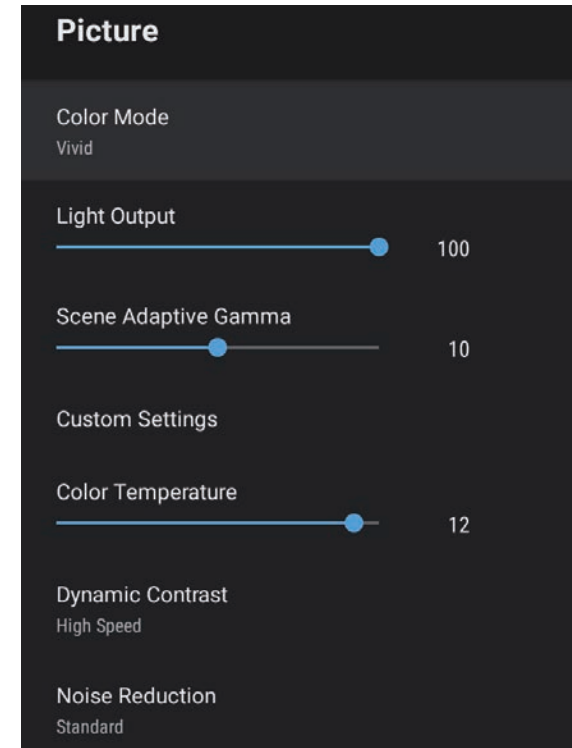 Picture
Color Mode
Vivid
Light Output
100
Scene Adaptive Gamma
10
Custom Settings
Color Temperature
12
Dynamic Contrast
High Speed
Noise Reduction
Standard